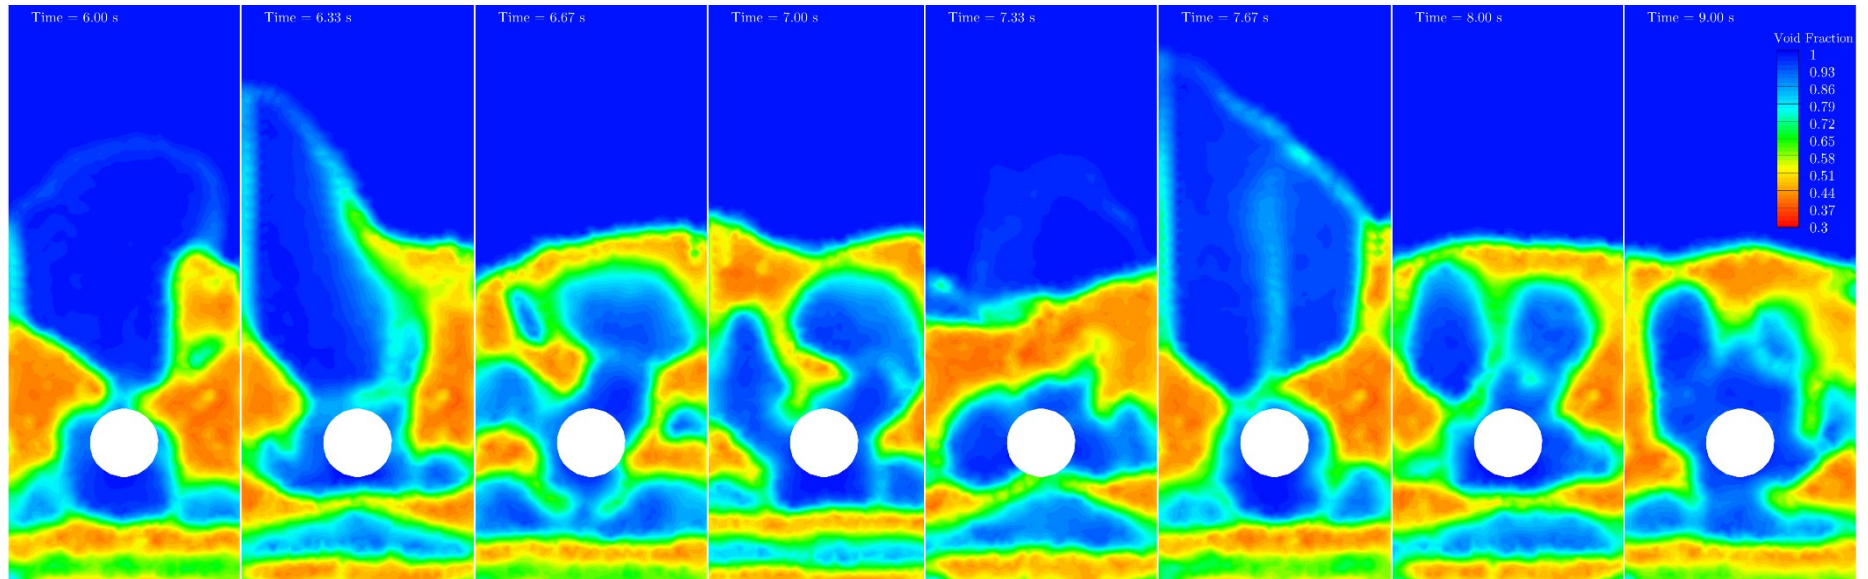 Time = 6.00 s
Time = 6.33 s
Time = 6.67 s
Time = 7.00 s
Time = 7.33 s
Time = 7.67 s
Time = 8.00 s
Time = 9.00 s
Void Fraction
1
0.93
0.86
0.79
0.72
0.65
0.58
0.51
0.44
0.37
0.3